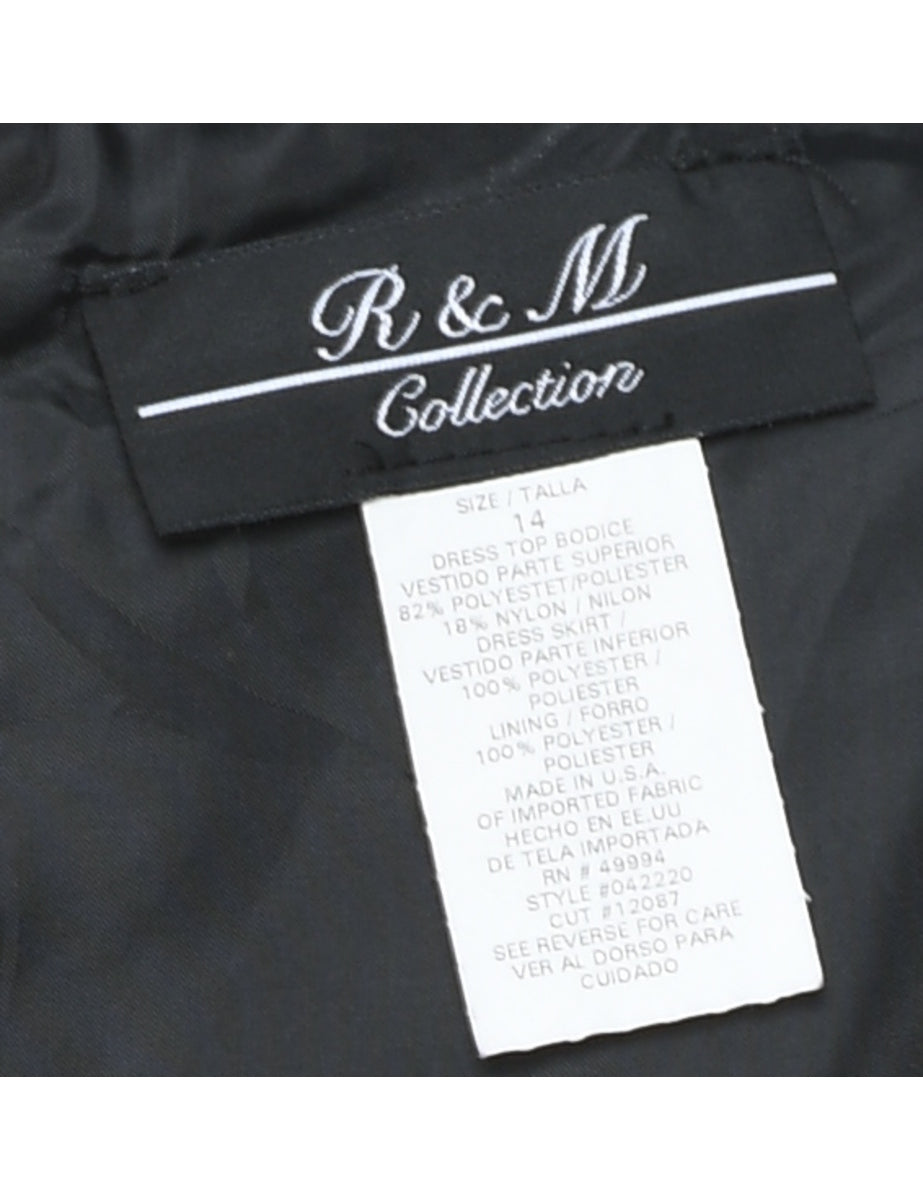 R & M
Collection
SIZE / TALLA
14
DRESS TOP BODICE
VESTIDO PARTE SUPERIOR
82% POLYESTET/POLIESTER
18% NYLON / NILON
DRESS SKIRT /
VESTIDO PARTE INFERIOR
100% POLYESTER /
POLIESTER
LINING / FORRO
100% POLYESTER /
POLIESTER
MADE IN U.S.A.
OF IMPORTED FABRIC
HECHO EN EE.UU
DE TELA IMPORTADA
RN # 49994
STYLE #042220
CUT #12087
SEE REVERSE FOR CARE
VER AL DORSO PARA
CUIDADO